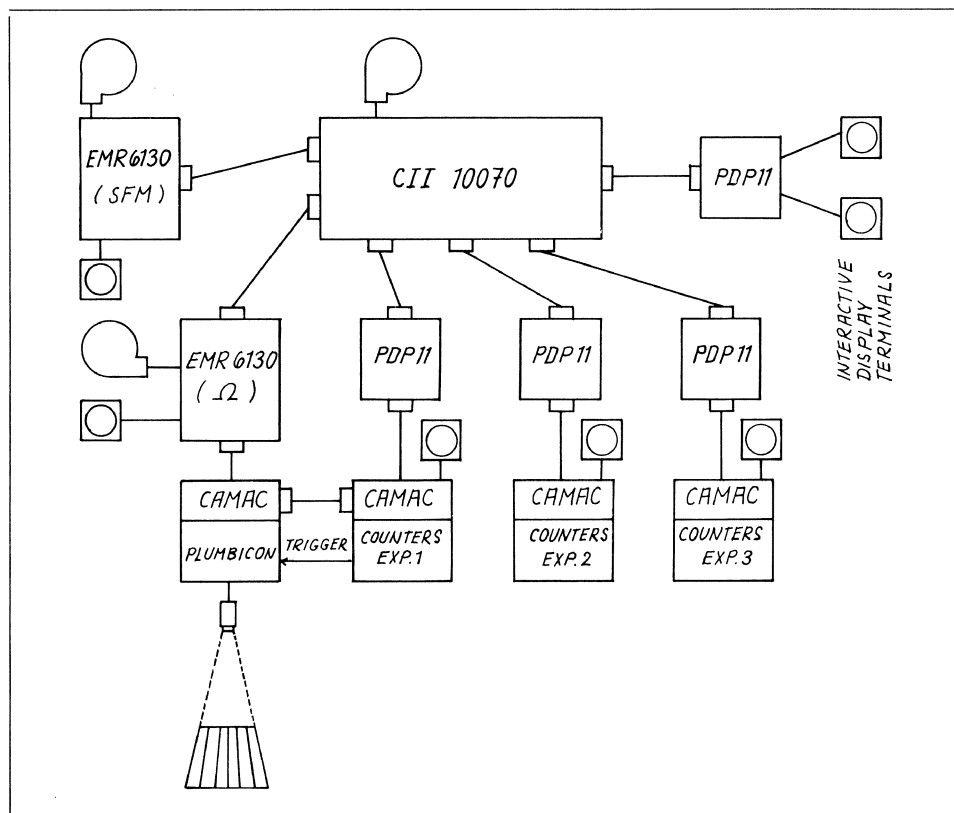 EMR 6130
( SFM )
CII 10070
PDP11
INTERACTIVE
DISPLAY
TERMINALS
EMR 6130
( Ω )
PDP11
PDP11
PDP11
CAMAC
PLUMBICON
TRIGGER
CAMAC
COUNTERS
EXP.1
CAMAC
COUNTERS
EXP.2
CAMAC
COUNTERS
EXP.3